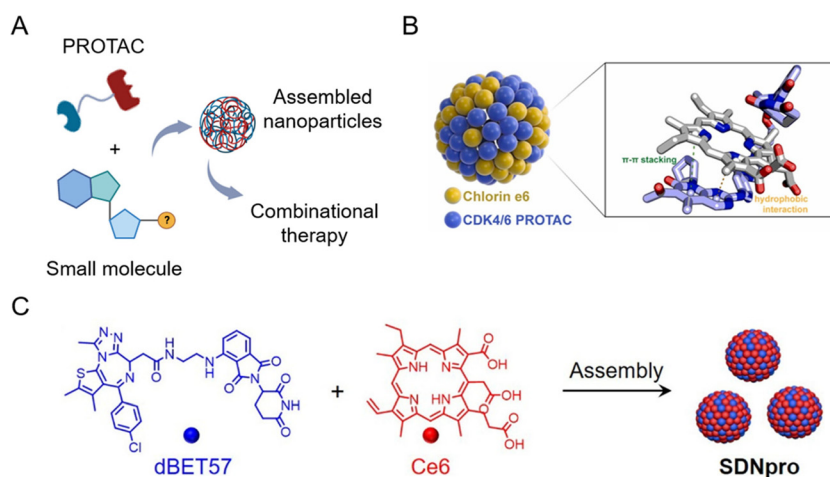 A
PROTAC
+
?
Small molecule
Assembled
nanoparticles
Combinational
therapy
B
Chlorin e6
CDK4/6 PROTAC
π-π stacking
hydrophobic
interaction
C
N
N
N
S
N
Cl
O
N
H
H
N
O
O
N
O
NH
O
dBET57
+
O
OH
NH
N
N
HN
OH
O
O
OH
Ce6
Assembly
SDNpro